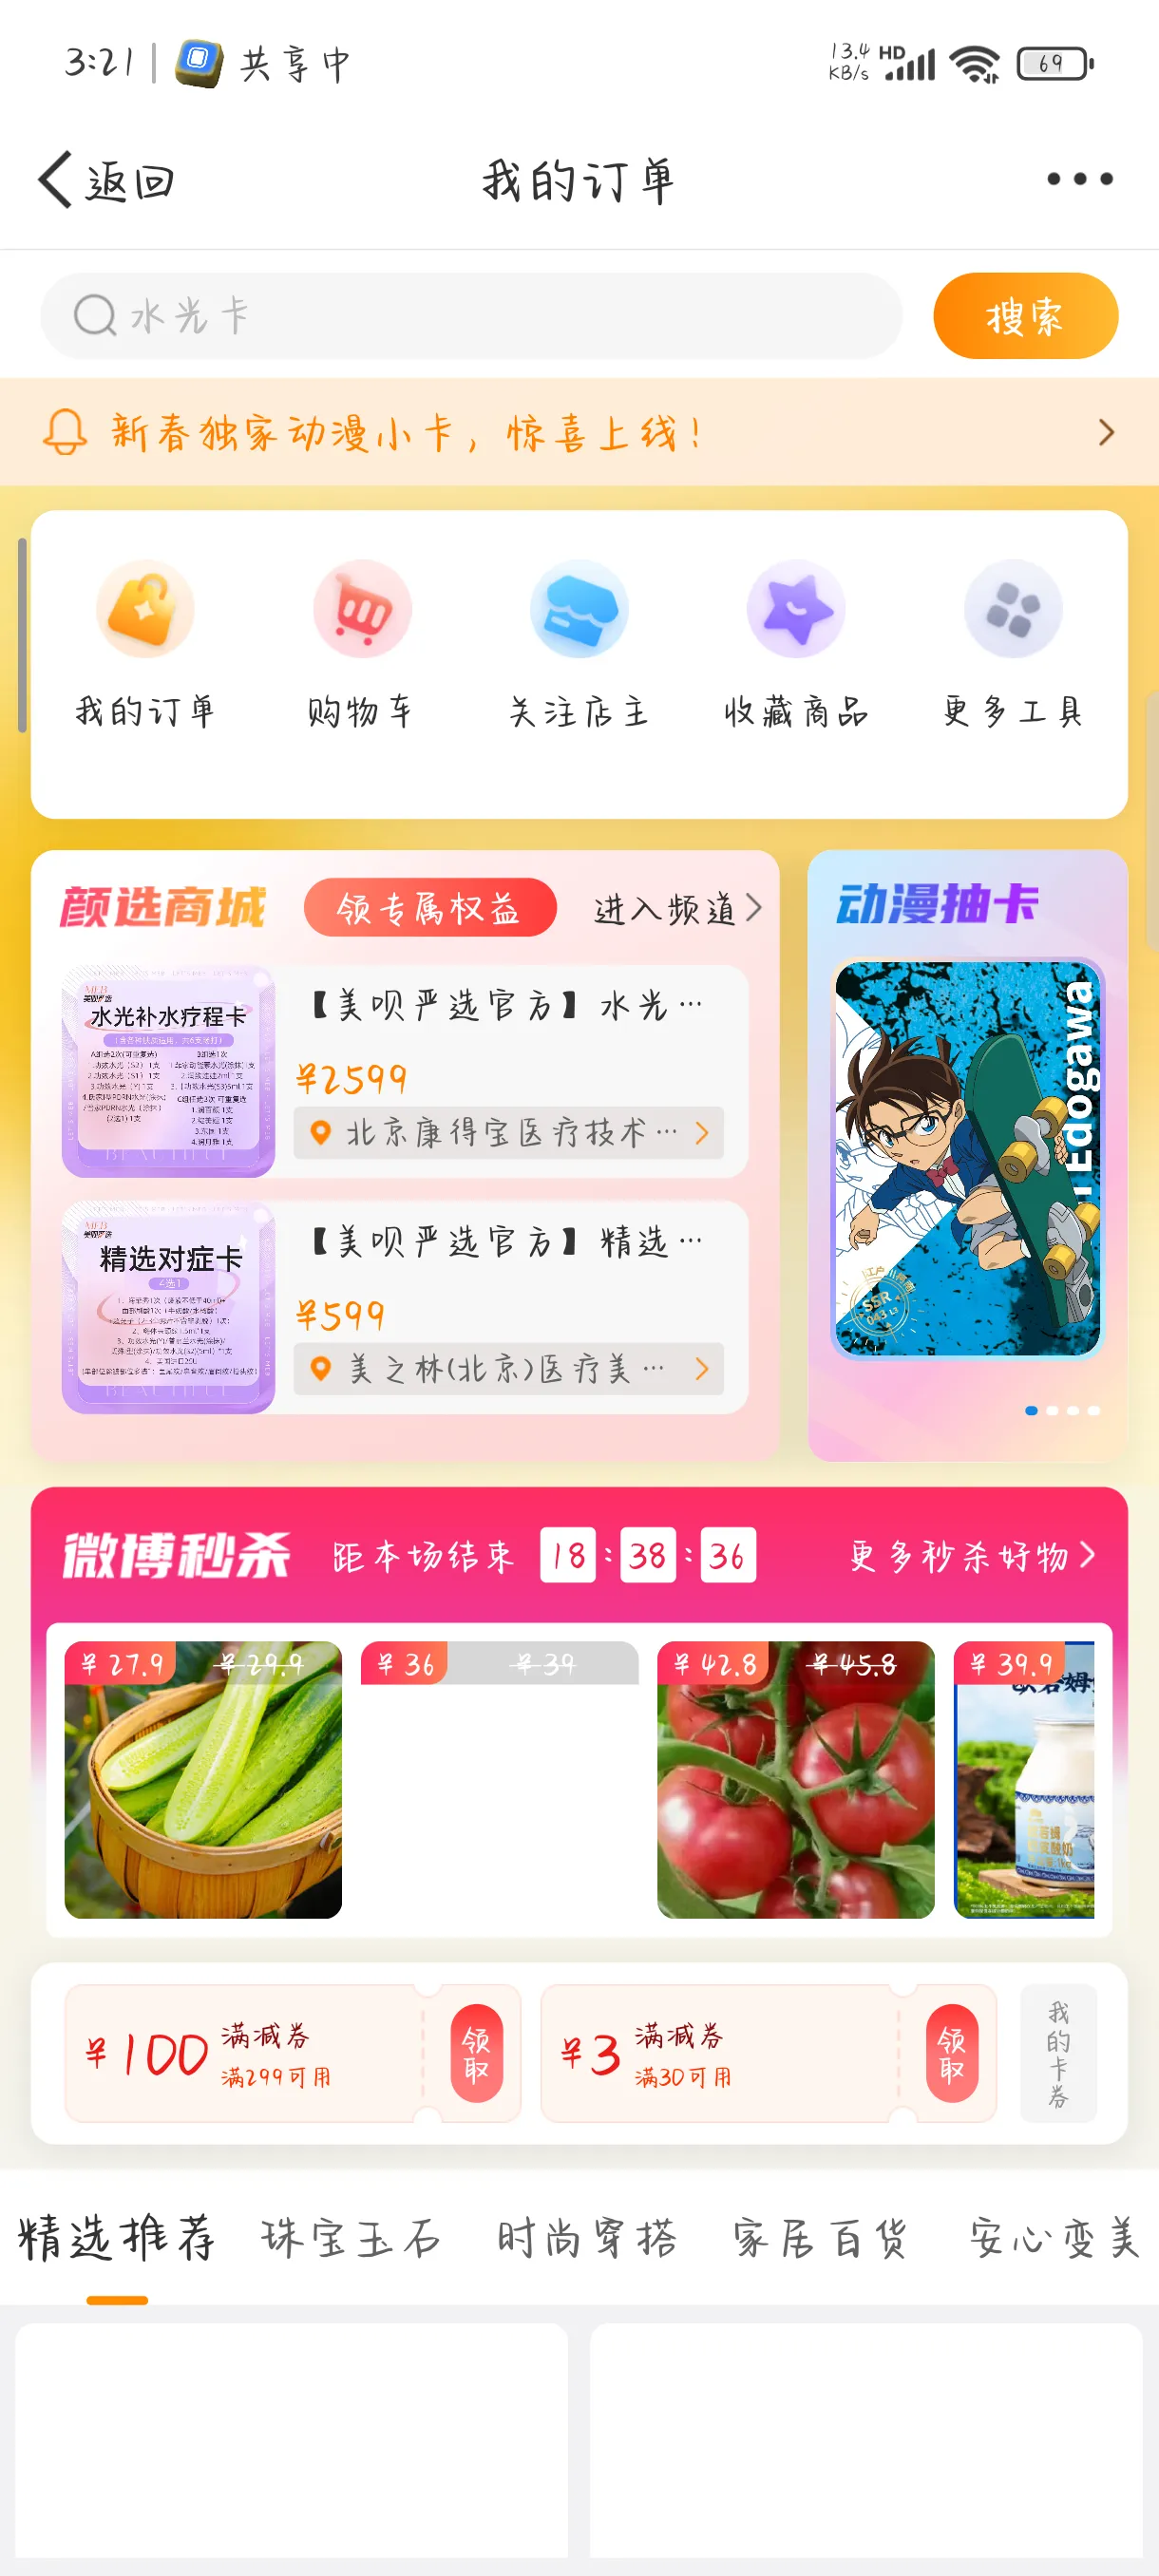 3:21 共享中
13.4 KB/s HD 69
返回 我的订单
水光卡 搜索
新春独家动漫小卡，惊喜上线！
我的订单 购物车 关注店主 收藏商品 更多工具
颜选商城 领专属权益 进入频道
水光补水疗程卡
【美呗严选官方】水光…
¥2599
北京康得宝医疗技术…
精选对症卡
4选1
【美呗严选官方】精选…
¥599
美之林(北京)医疗美…
动漫抽卡
Edogawa
SSR
微博秒杀 距本场结束 18:38:36 更多秒杀好物
¥27.9 ¥29.9 ¥36 ¥39 ¥42.8 ¥45.8 ¥39.9
¥100 满减券 满299可用 领取
¥3 满减券 满30可用 领取
我的卡券
精选推荐 珠宝玉石 时尚穿搭 家居百货 安心变美